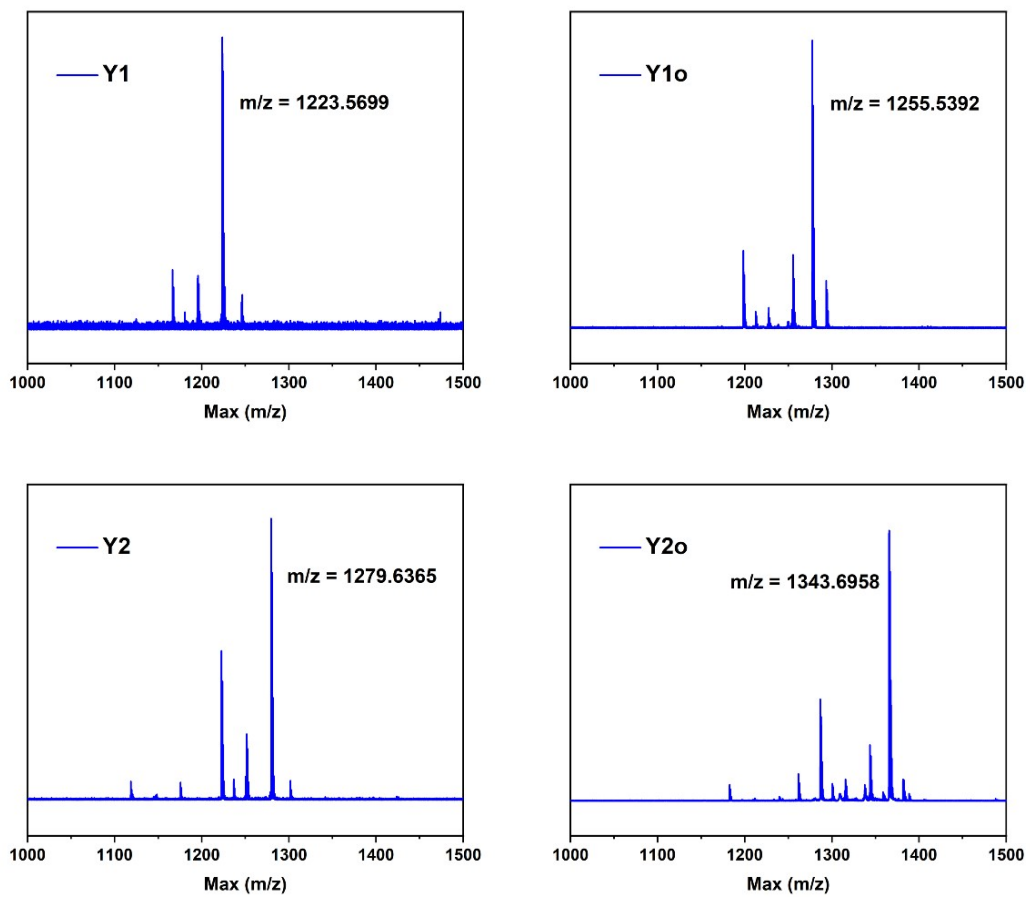 Y1
m/z = 1223.5699
1000 1100 1200 1300 1400 1500
Max (m/z)
Y1o
m/z = 1255.5392
1000 1100 1200 1300 1400 1500
Max (m/z)
Y2
m/z = 1279.6365
1000 1100 1200 1300 1400 1500
Max (m/z)
Y2o
m/z = 1343.6958
1000 1100 1200 1300 1400 1500
Max (m/z)